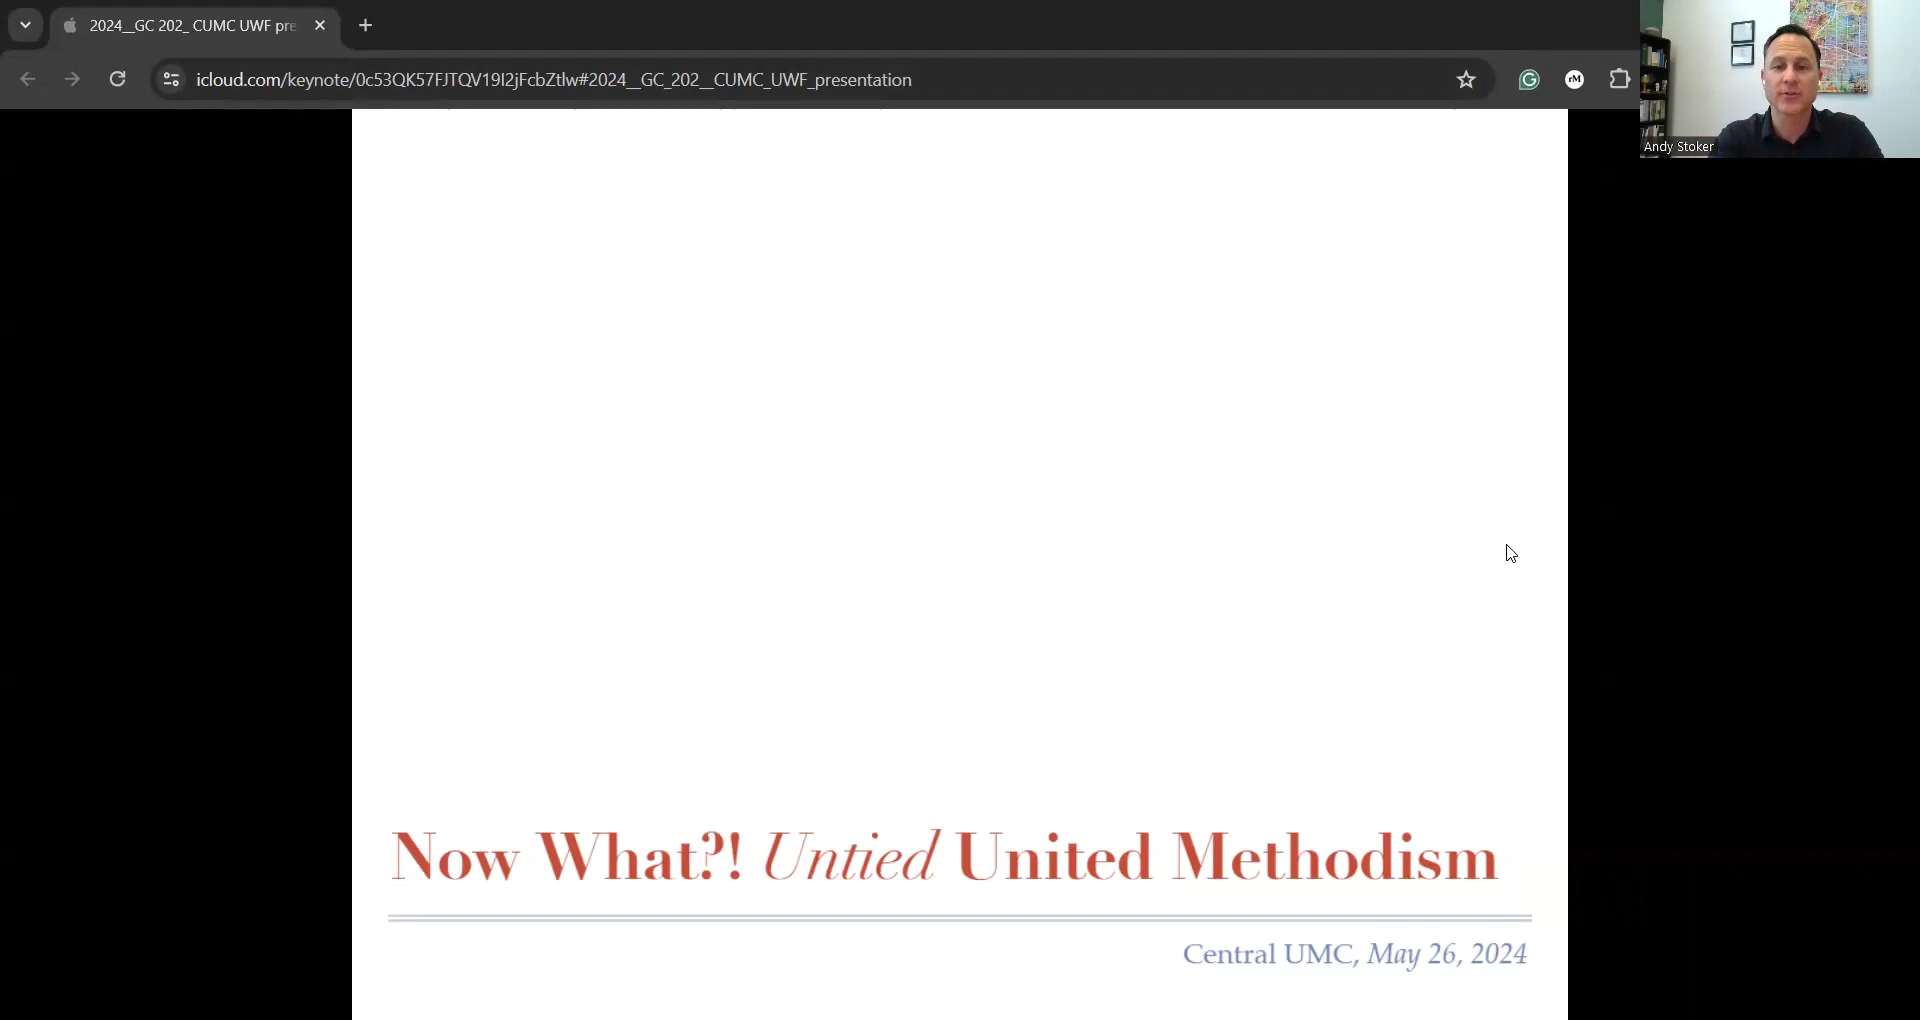 2024__GC 202_ CUMC UWF pre
icloud.com/keynote/0c53QK57FJTQV19I2jFcbZtlw#2024__GC_202__CUMC_UWF_presentation
rM
Andy Stoker
Now What?! Untied United Methodism
Central UMC, May 26, 2024